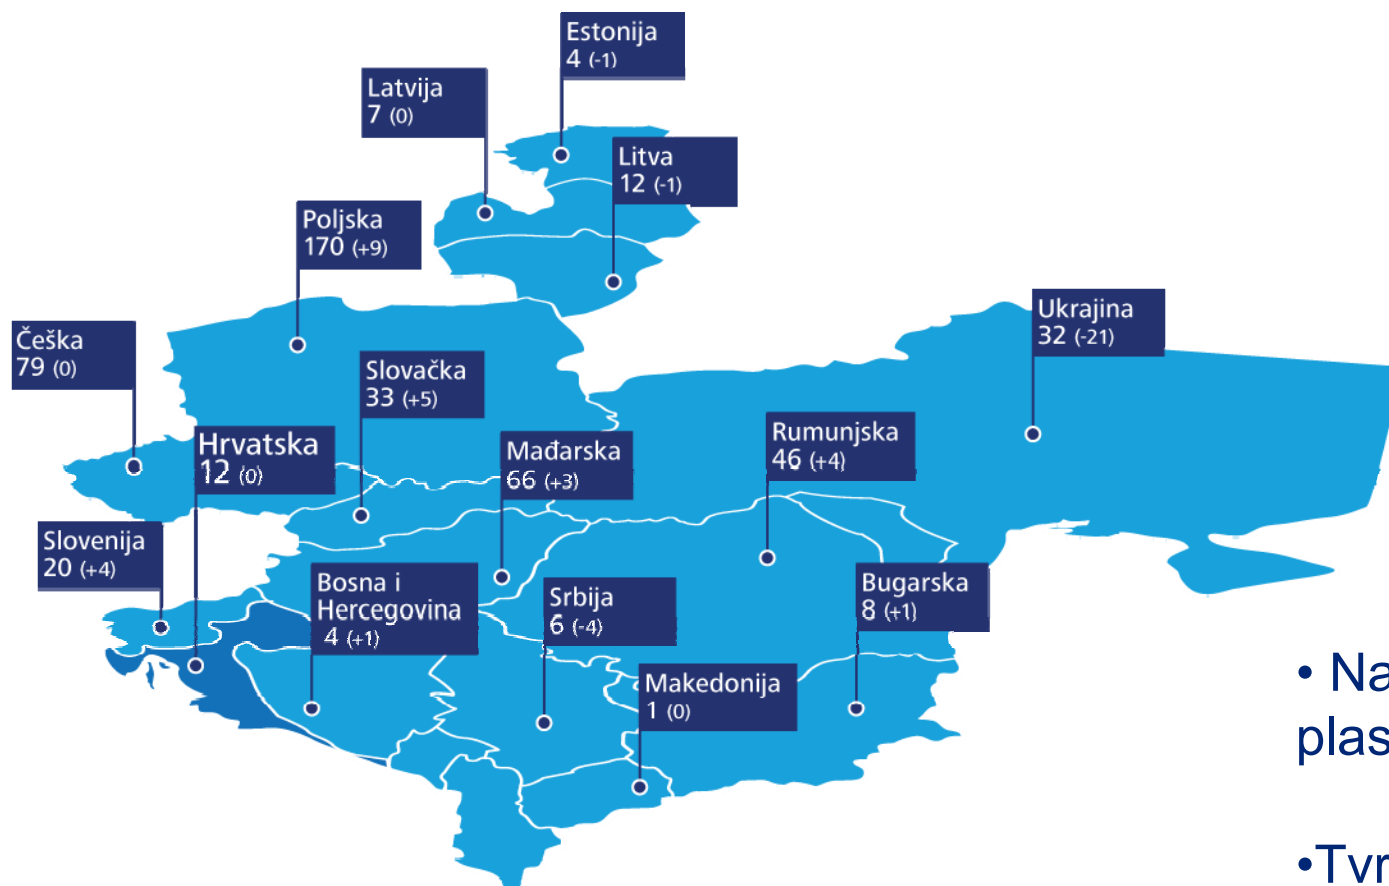 Estonija
4 (-1)
Latvija
7 (0)
Litva
12 (-1)
Poljska
170 (+9)
Ukrajina
32 (-21)
Češka
79 (0)
Slovačka
33 (+5)
Rumunjska
46 (+4)
Hrvatska
12 (0)
Mađarska
66 (+3)
Slovenija
20 (+4)
Bosna i
Hercegovina
4 (+1)
Srbija
6 (-4)
Bugarska
8 (+1)
Makedonija
1 (0)
• Na
plas
•Tvr